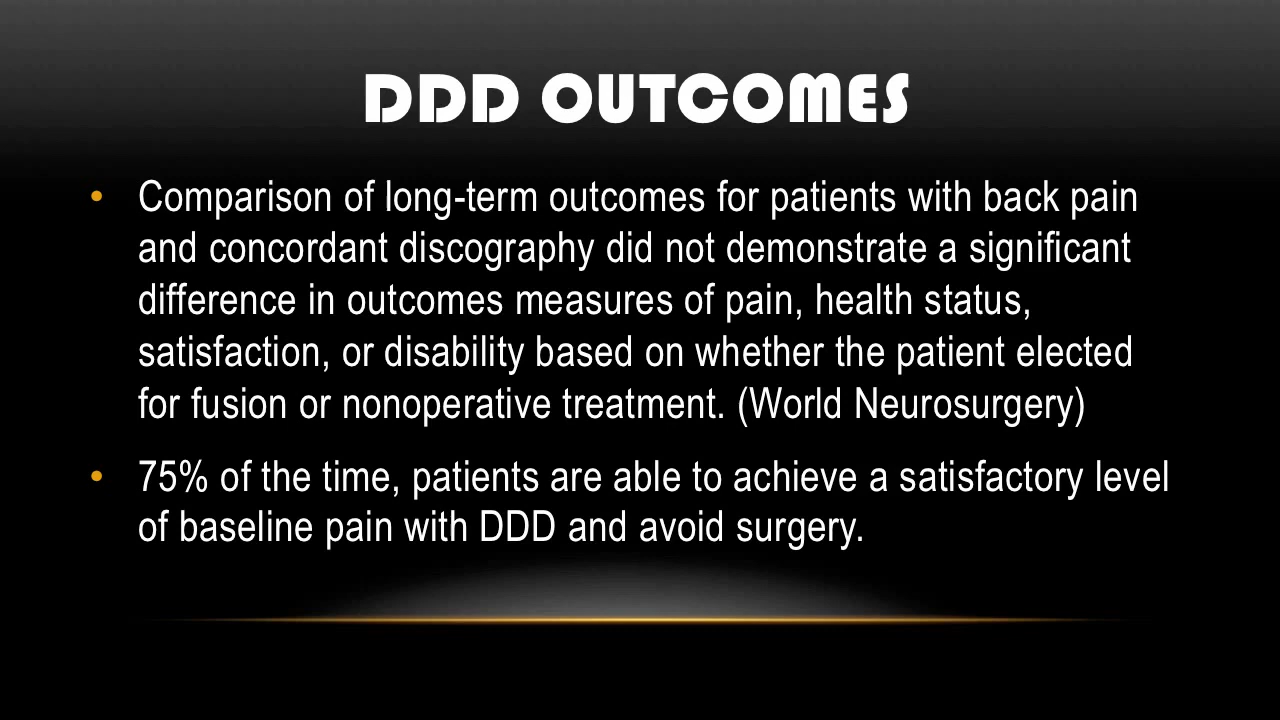 DDD OUTCOMES
• Comparison of long-term outcomes for patients with back pain
and concordant discography did not demonstrate a significant
difference in outcomes measures of pain, health status,
satisfaction, or disability based on whether the patient elected
for fusion or nonoperative treatment. (World Neurosurgery)
• 75% of the time, patients are able to achieve a satisfactory level
of baseline pain with DDD and avoid surgery.